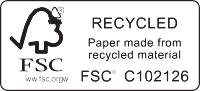 FSC
www.fsc.org
RECYCLED
Paper made from
recycled material
FSC® C102126